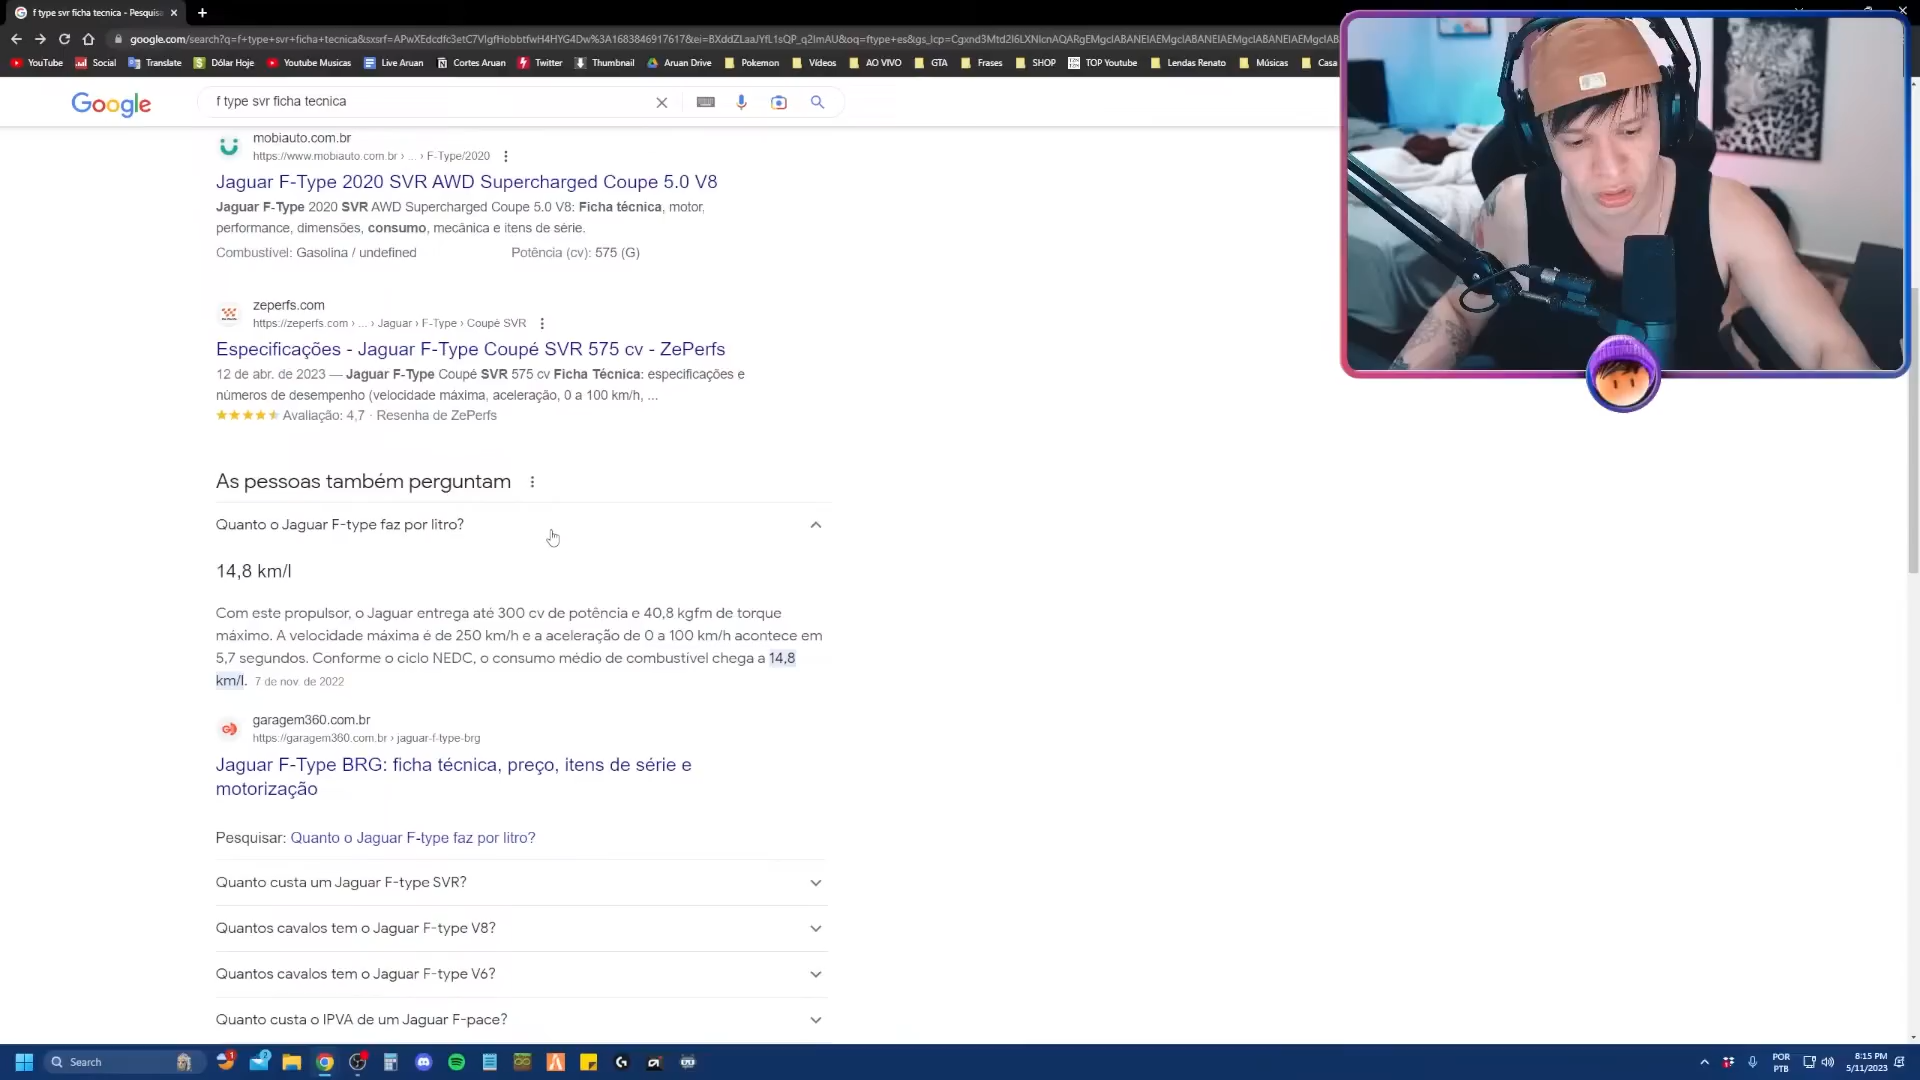 f type svr ficha tecnica - Pesquis
YouTube
Social
Translate
Dólar Hoje
Youtube Musicas
Live Aruan
Cortes Aruan
Twitter
Thumbnail
Aruan Drive
Pokemon
Vídeos
AO VIVO
GTA
Frases
SHOP
TOP Youtube
Lendas Renato
Músicas
Casa
Google
f type svr ficha tecnica
mobiauto.com.br
https://www.mobiauto.com.br › ... › F-Type/2020
Jaguar F-Type 2020 SVR AWD Supercharged Coupe 5.0 V8
Jaguar F-Type 2020 SVR AWD Supercharged Coupe 5.0 V8: Ficha técnica, motor,
performance, dimensões, consumo, mecânica e itens de série.
Combustível: Gasolina / undefined
Potência (cv): 575 (G)
zeperfs.com
https://zeperfs.com › ... › Jaguar › F-Type › Coupé SVR
Especificações - Jaguar F-Type Coupé SVR 575 cv - ZePerfs
12 de abr. de 2023 — Jaguar F-Type Coupé SVR 575 cv Ficha Técnica: especificações e
números de desempenho (velocidade máxima, aceleração, 0 a 100 km/h, ...
Avaliação: 4,7 · Resenha de ZePerfs
As pessoas também perguntam
Quanto o Jaguar F-type faz por litro?
14,8 km/l
Com este propulsor, o Jaguar entrega até 300 cv de potência e 40,8 kgfm de torque
máximo. A velocidade máxima é de 250 km/h e a aceleração de 0 a 100 km/h acontece em
5,7 segundos. Conforme o ciclo NEDC, o consumo médio de combustível chega a 14,8
km/l. 7 de nov. de 2022
garagem360.com.br
https://garagem360.com.br › jaguar-f-type-brg
Jaguar F-Type BRG: ficha técnica, preço, itens de série e
motorização
Pesquisar: Quanto o Jaguar F-type faz por litro?
Quanto custa um Jaguar F-type SVR?
Quantos cavalos tem o Jaguar F-type V8?
Quantos cavalos tem o Jaguar F-type V6?
Quanto custa o IPVA de um Jaguar F-pace?
Search
POR
PTB
8:15 PM
5/11/2023